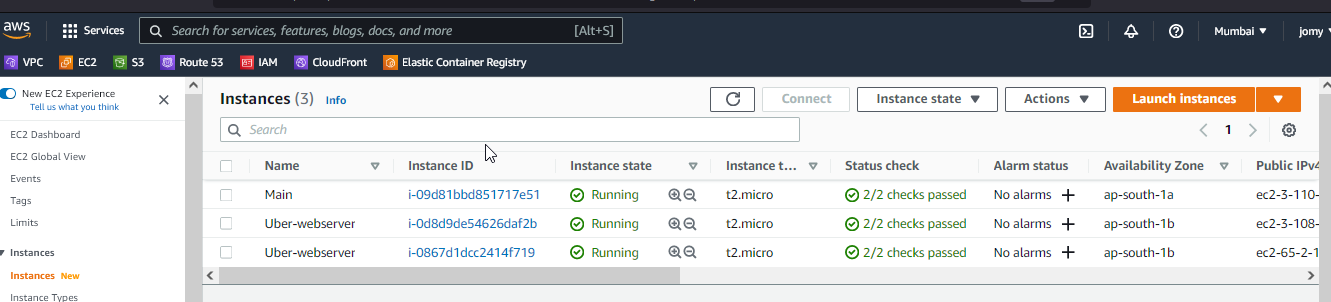 aws Services Search for services, features, blogs, docs, and more [Alt+S] Mumbai ▼ jomy
VPC EC2 S3 Route 53 IAM CloudFront Elastic Container Registry
New EC2 Experience
Tell us what you think
EC2 Dashboard
EC2 Global View
Events
Tags
Limits
Instances
Instances New
Instance Types
Instances (3) Info Connect Instance state ▼ Actions ▼ Launch instances ▼
Search
1
Name Instance ID Instance state Instance t... Status check Alarm status Availability Zone Public IPv4
Main i-09d81bbd851717e51 Running t2.micro 2/2 checks passed No alarms + ap-south-1a ec2-3-110-
Uber-webserver i-0d8d9de54626daf2b Running t2.micro 2/2 checks passed No alarms + ap-south-1b ec2-3-108-
Uber-webserver i-0867d1dcc2414f719 Running t2.micro 2/2 checks passed No alarms + ap-south-1b ec2-65-2-1